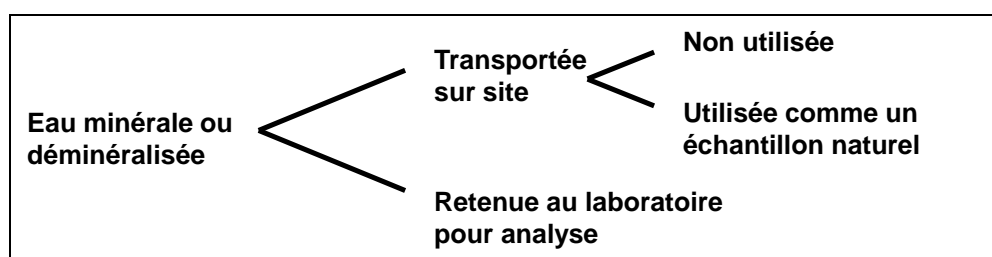 Eau minérale ou
déminéralisée
Transportée
sur site
Non utilisée
Utilisée comme un
échantillon naturel
Retenue au laboratoire
pour analyse